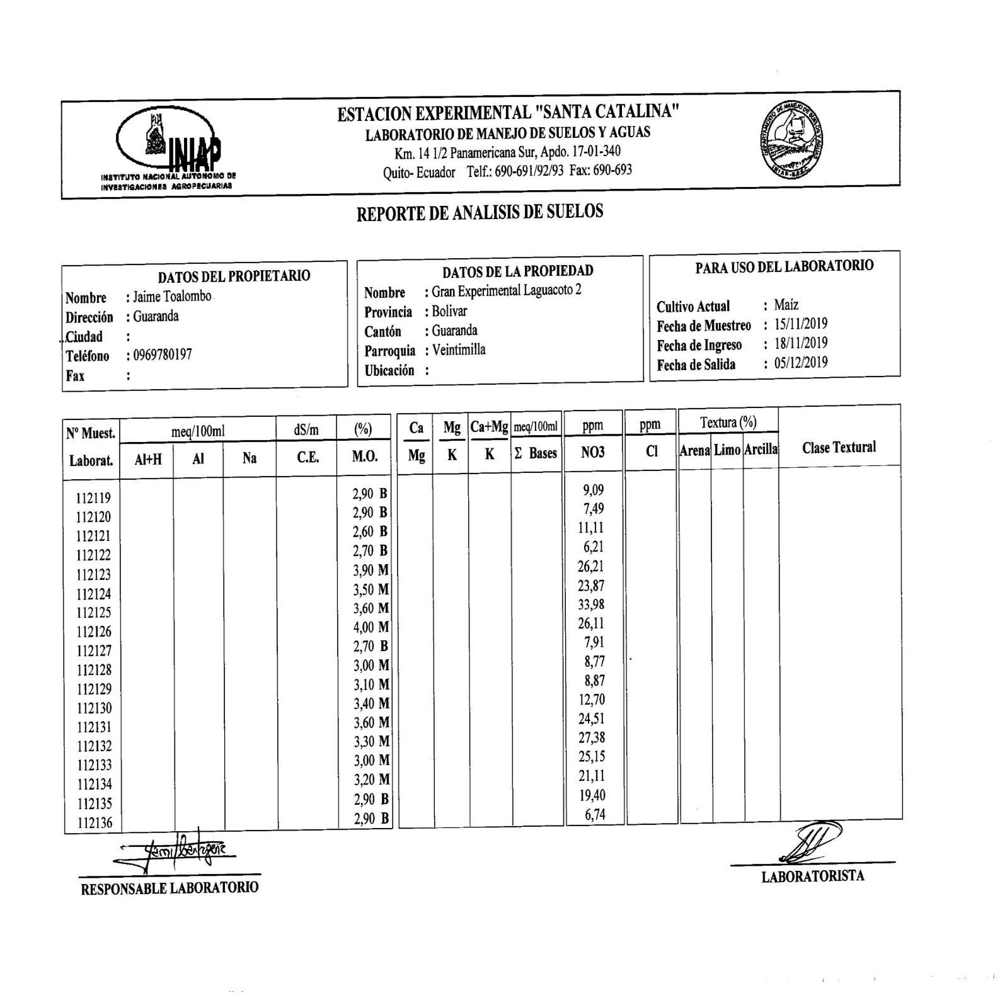 INIAP
INSTITUTO NACIONAL AUTONOMO DE
INVESTIGACIONES AGROPECUARIAS
ESTACION EXPERIMENTAL "SANTA CATALINA"
LABORATORIO DE MANEJO DE SUELOS Y AGUAS
Km. 14 1/2 Panamericana Sur, Apdo. 17-01-340
Quito- Ecuador Telf.: 690-691/92/93 Fax: 690-693
DEPARTAMENTO DE MANEJO DE SUELOS Y AGUAS
REPORTE DE ANALISIS DE SUELOS
DATOS DEL PROPIETARIO
Nombre : Jaime Toalombo
Dirección : Guaranda
Ciudad :
Teléfono : 0969780197
Fax :
DATOS DE LA PROPIEDAD
Nombre : Gran Experimental Laguacoto 2
Provincia : Bolivar
Cantón : Guaranda
Parroquia : Veintimilla
Ubicación :
PARA USO DEL LABORATORIO
Cultivo Actual : Maíz
Fecha de Muestreo : 15/11/2019
Fecha de Ingreso : 18/11/2019
Fecha de Salida : 05/12/2019
Nº Muest. meq/100ml dS/m (%) Ca Mg Ca+Mg meq/100ml ppm ppm Textura (%)
Laborat. Al+H Al Na C.E. M.O. Mg K K Σ Bases NO3 Cl Arena Limo Arcilla Clase Textural
112119 2,90 B 9,09
112120 2,90 B 7,49
112121 2,60 B 11,11
112122 2,70 B 6,21
112123 3,90 M 26,21
112124 3,50 M 23,87
112125 3,60 M 33,98
112126 4,00 M 26,11
112127 2,70 B 7,91
112128 3,00 M 8,77
112129 3,10 M 8,87
112130 3,40 M 12,70
112131 3,60 M 24,51
112132 3,30 M 27,38
112133 3,00 M 25,15
112134 3,20 M 21,11
112135 2,90 B 19,40
112136 2,90 B 6,74
RESPONSABLE LABORATORIO
LABORATORISTA